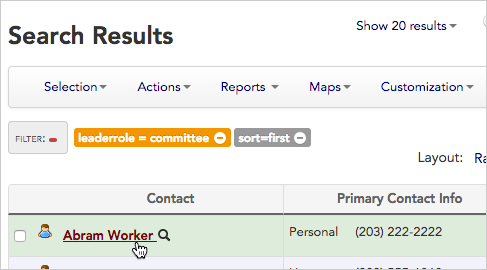 Show 20 results
Search Results
Selection Actions Reports Maps Customization
FILTER: leaderrole = committee sort=first
Layout:
Contact Primary Contact Info
Abram Worker Personal (203) 222-2222